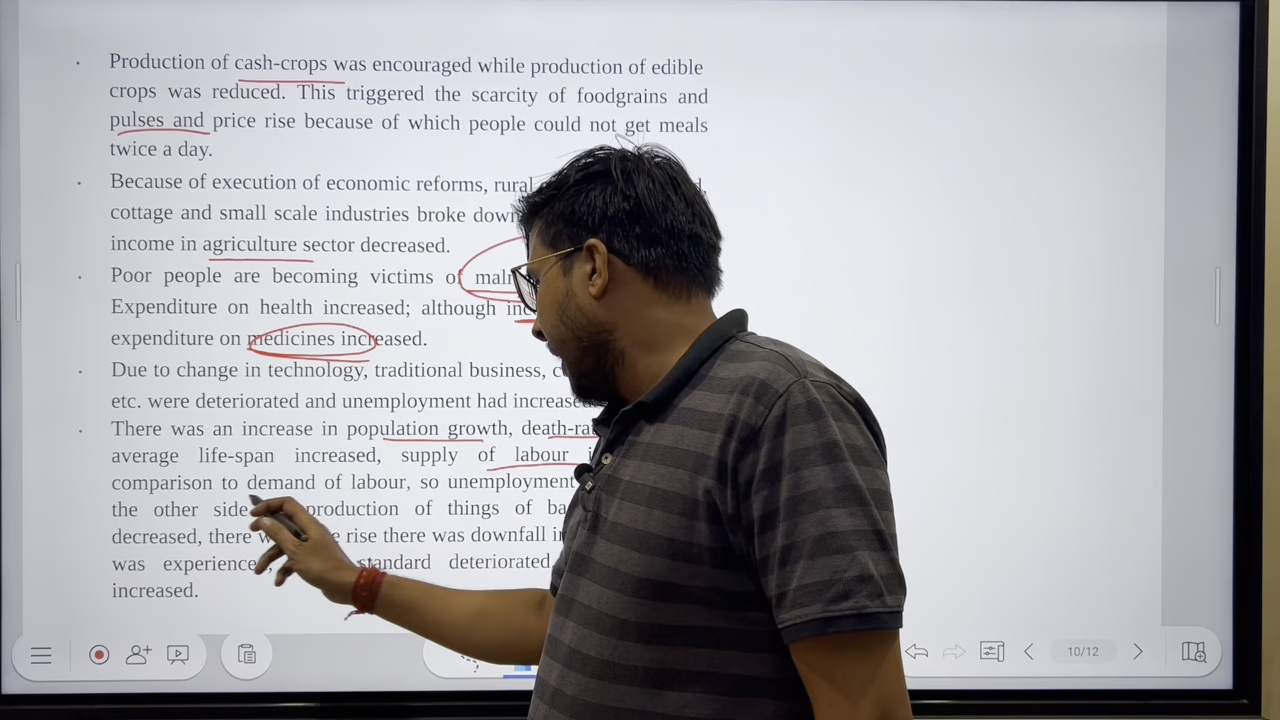 Production of cash-crops was encouraged while production of edible
crops was reduced. This triggered the scarcity of foodgrains and
pulses and price rise because of which people could not get meals
twice a day.
Because of execution of economic reforms, rural
cottage and small scale industries broke down
income in agriculture sector decreased.
Poor people are becoming victims of
Expenditure on health increased; although
expenditure on medicines increased.
Due to change in technology, traditional business,
etc. were deteriorated and unemployment had increased
There was an increase in population growth,
average life-span increased, supply of labour
comparison to demand of labour, so unemployment
the other side production of things of
decreased, there rise there was downfall
was standard deteriorated
increased.
10/12